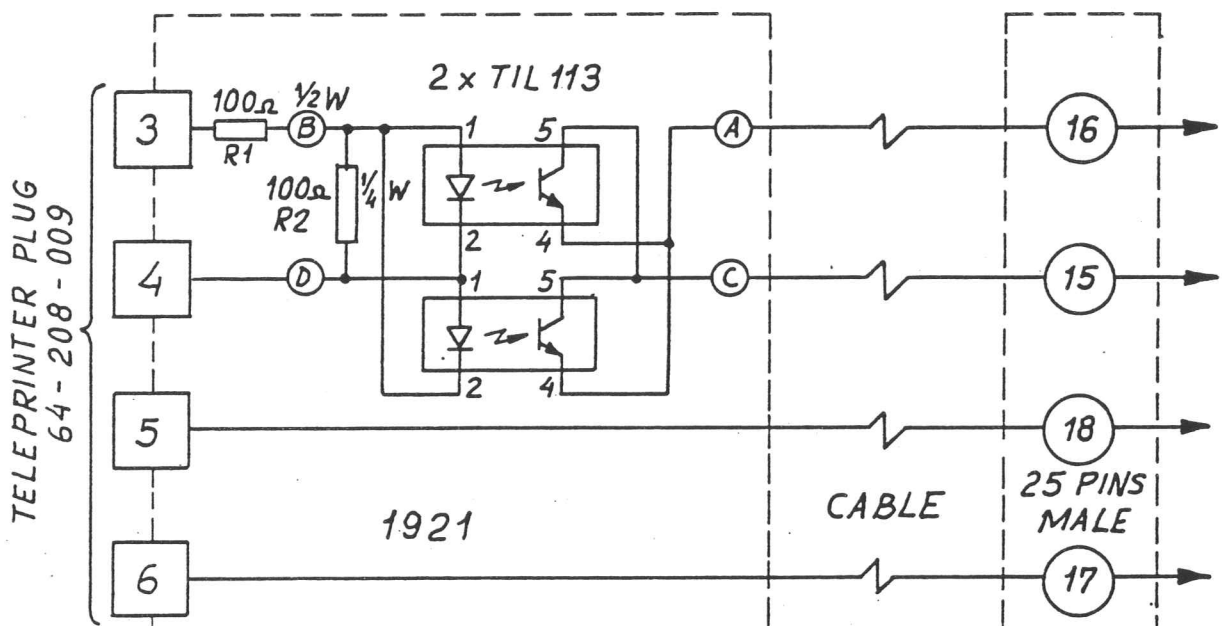 TELEPRINTER PLUG
64-208-009
2 x TIL 113
3
100Ω
R1
1/2 W
B
1
5
A
16
100Ω
R2
1/4 W
2
4
4
D
1
5
C
15
2
4
5
18
1921
CABLE
25 PINS
MALE
6
17